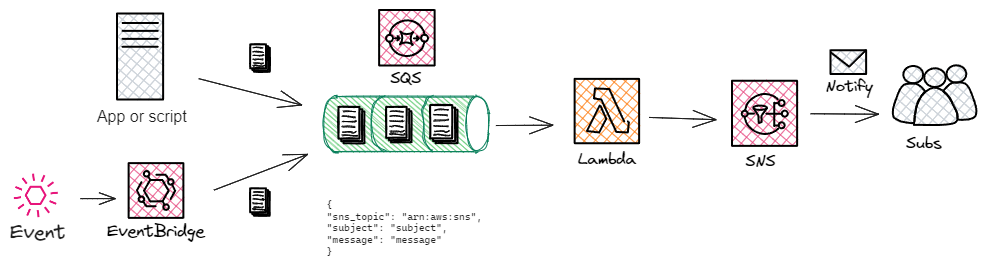 SQS
Notify
App or script
Lambda
SNS
Subs
Event
EventBridge
{
"sns_topic": "arn:aws:sns",
"subject": "subject",
"message": "message"
}